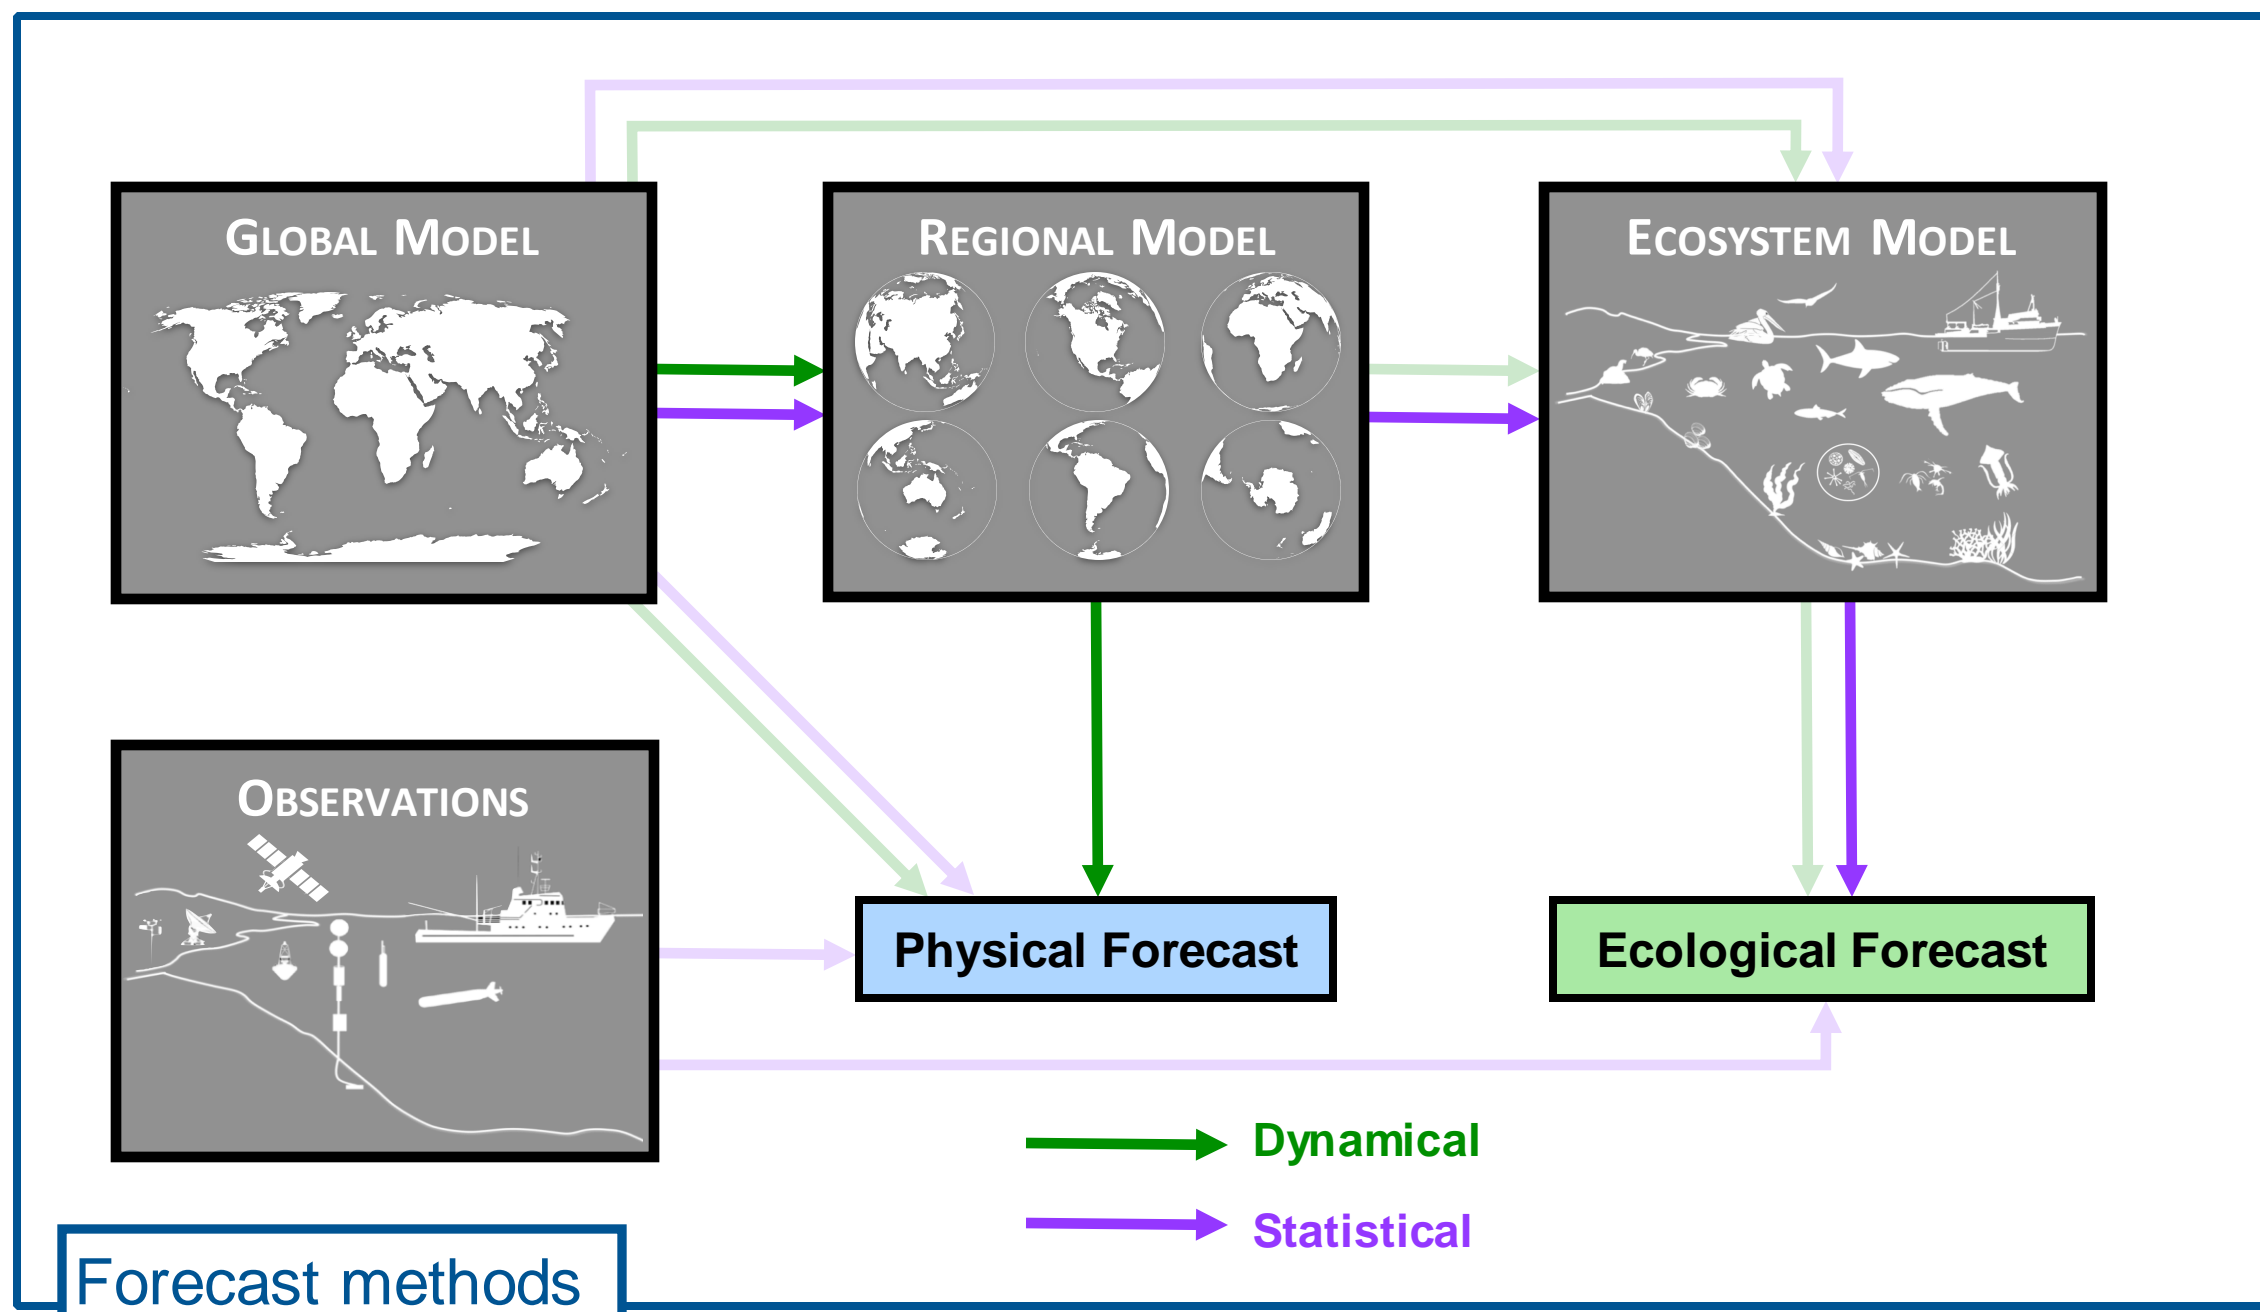 GLOBAL MODEL
REGIONAL MODEL
ECOSYSTEM MODEL
OBSERVATIONS
Physical Forecast
Ecological Forecast
Dynamical
Statistical
Forecast methods